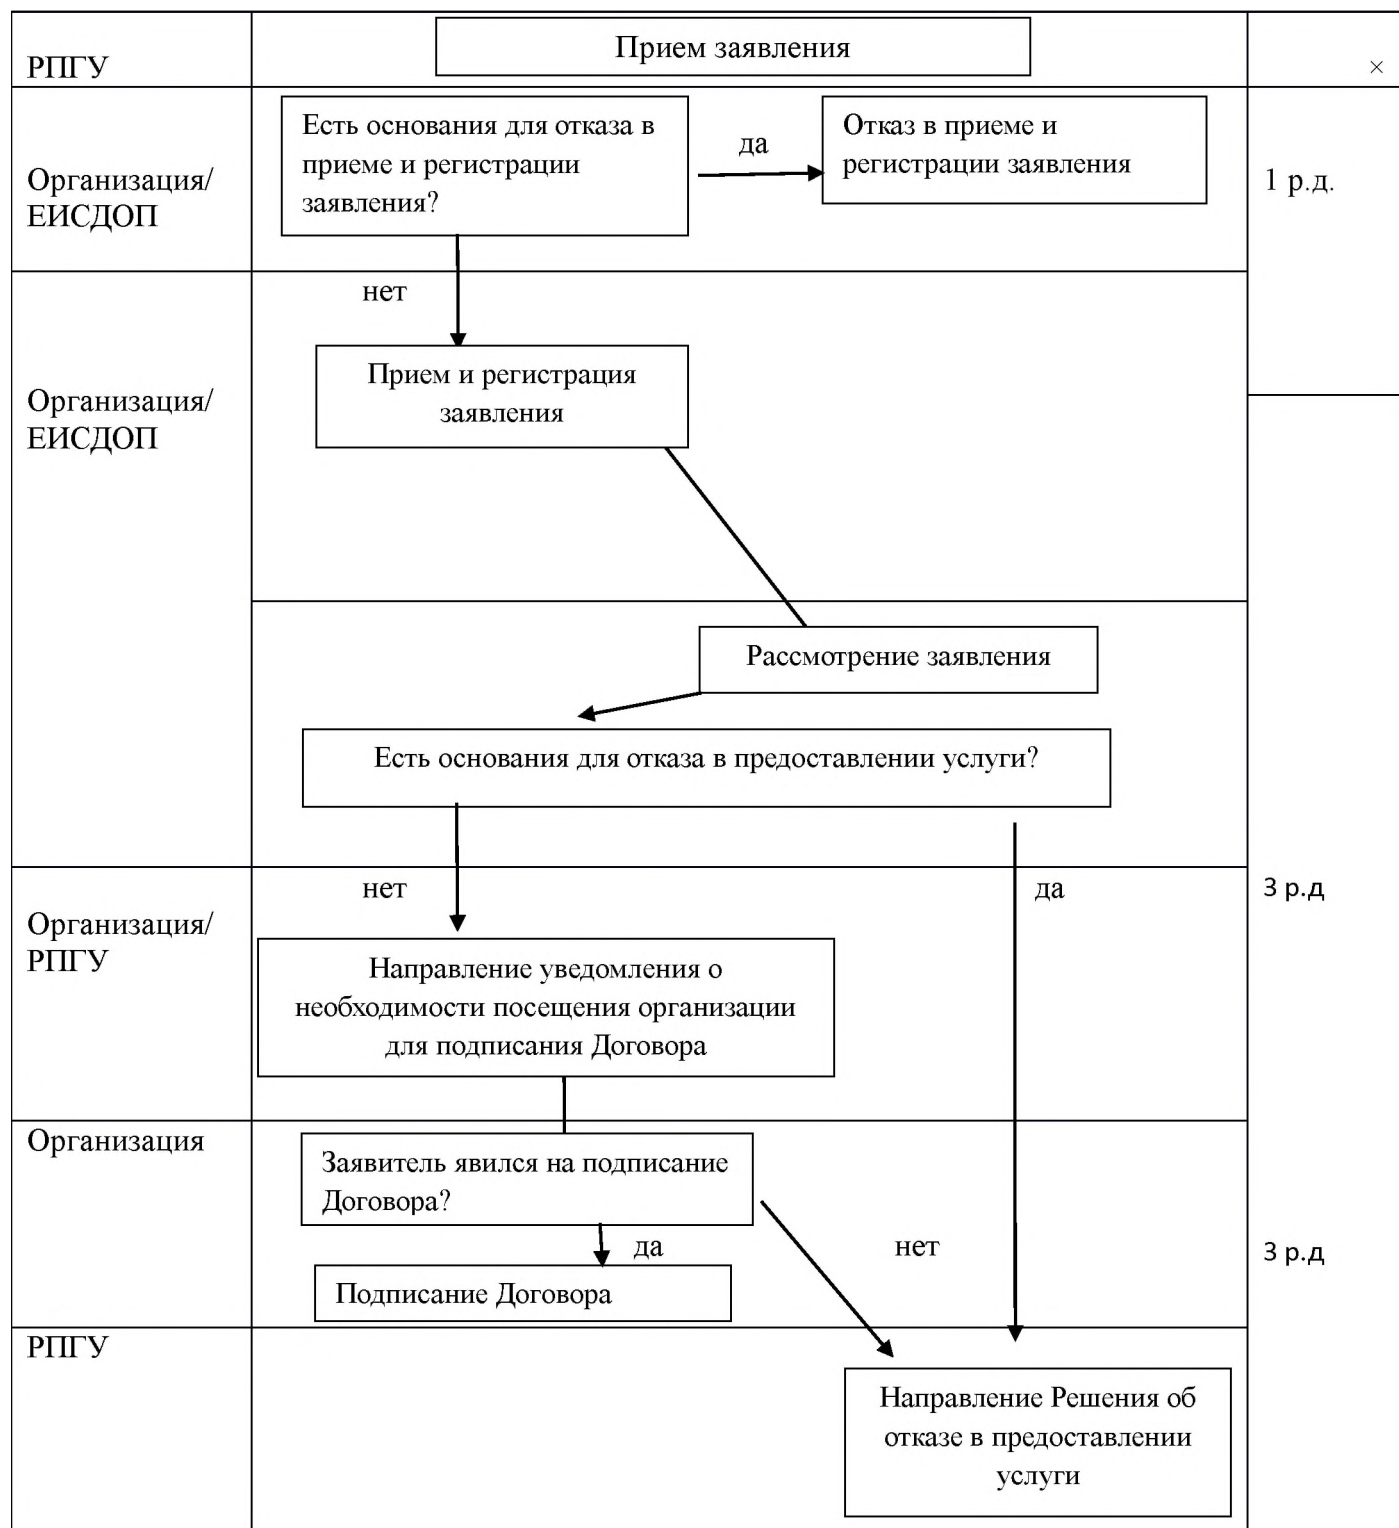 РПГУ
Прием заявления
×
Организация/
ЕИСДОП
Есть основания для отказа в
приеме и регистрации
заявления?
да
Отказ в приеме и
регистрации заявления
1 р.д.
нет
Организация/
ЕИСДОП
Прием и регистрация
заявления
Рассмотрение заявления
Есть основания для отказа в предоставлении услуги?
нет
да
3 р.д
Организация/
РПГУ
Направление уведомления о
необходимости посещения организации
для подписания Договора
Организация
Заявитель явился на подписание
Договора?
да
нет
3 р.д
Подписание Договора
РПГУ
Направление Решения об
отказе в предоставлении
услуги